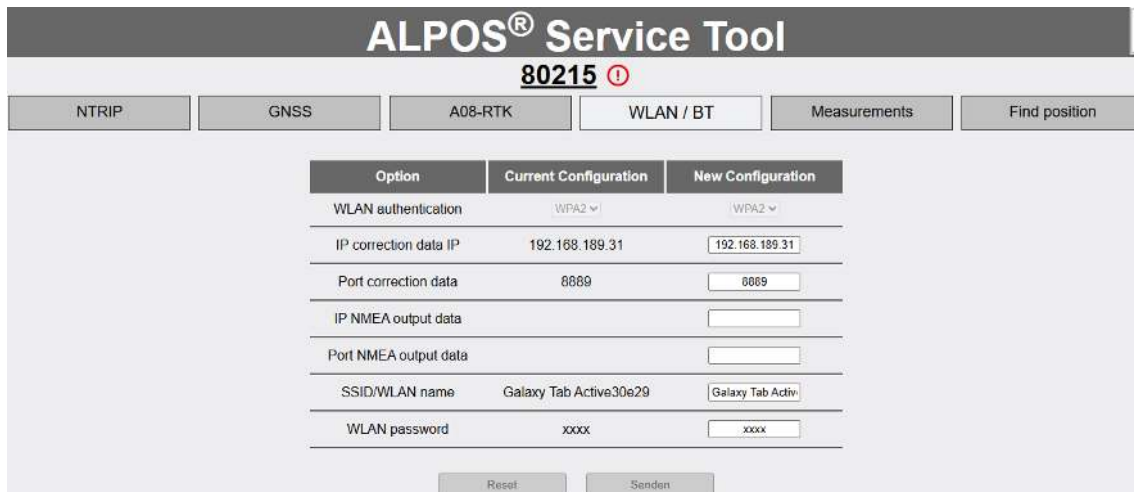 ALPOS® Service Tool
80215
NTRIP GNSS A08-RTK WLAN / BT Measurements Find position
Option Current Configuration New Configuration
WLAN authentication WPA2 WPA2
IP correction data IP 192.168.189.31 192.168.189.31
Port correction data 8889 8889
IP NMEA output data
Port NMEA output data
SSID/WLAN name Galaxy Tab Active30e29 Galaxy Tab Activ
WLAN password xxxx xxxx
Reset Senden